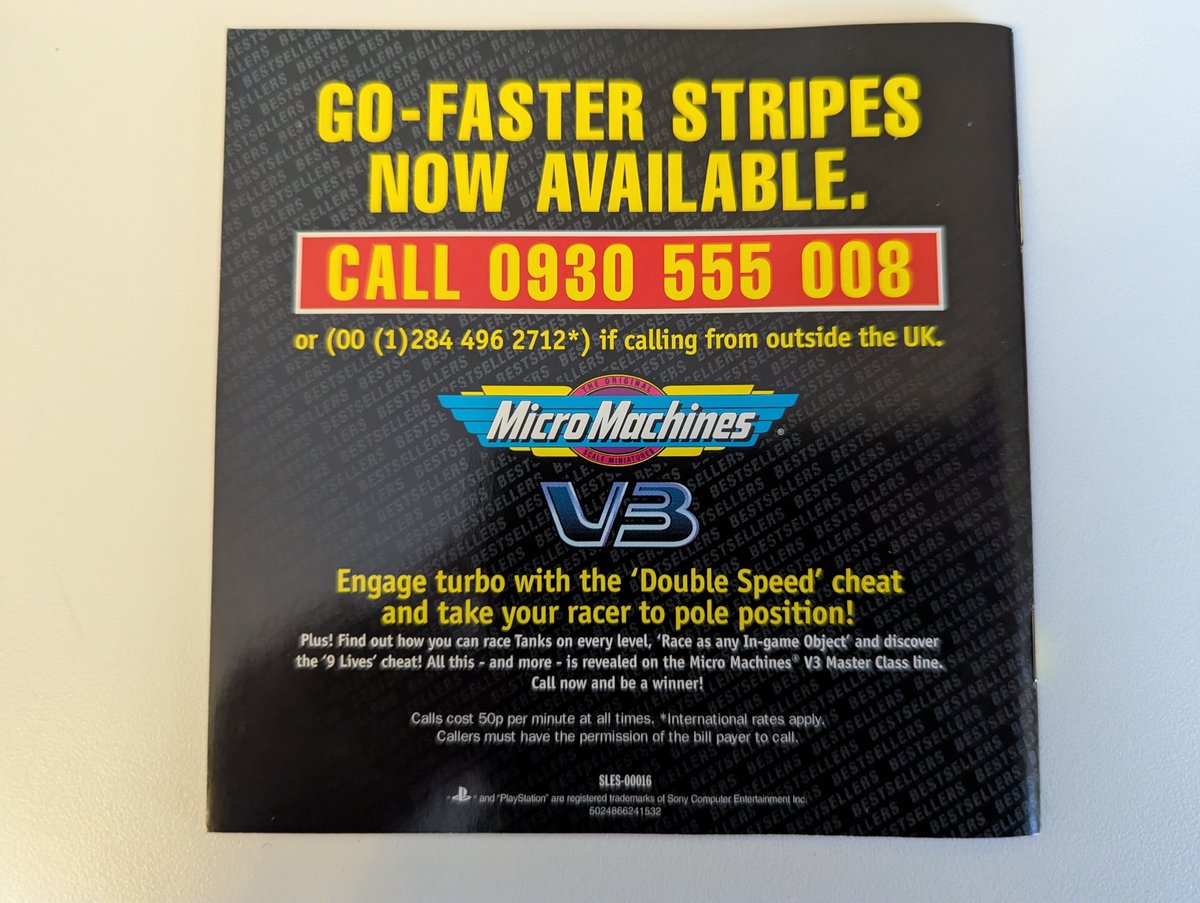 GO-FASTER STRIPES
NOW AVAILABLE.
CALL 0930 555 008
or (00 (1)284 496 2712*) if calling from outside the UK.
THE ORIGINAL
Micro Machines®
SCALE MINIATURES
V3
Engage turbo with the 'Double Speed' cheat
and take your racer to pole position!
Plus! Find out how you can race Tanks on every level, 'Race as any In-game Object' and discover
the '9 Lives' cheat! All this - and more - is revealed on the Micro Machines® V3 Master Class line.
Call now and be a winner!
Calls cost 50p per minute at all times. *International rates apply.
Callers must have the permission of the bill payer to call.
SLES-00016
" " and "PlayStation" are registered trademarks of Sony Computer Entertainment Inc.
5024866241532
BESTSELLERS